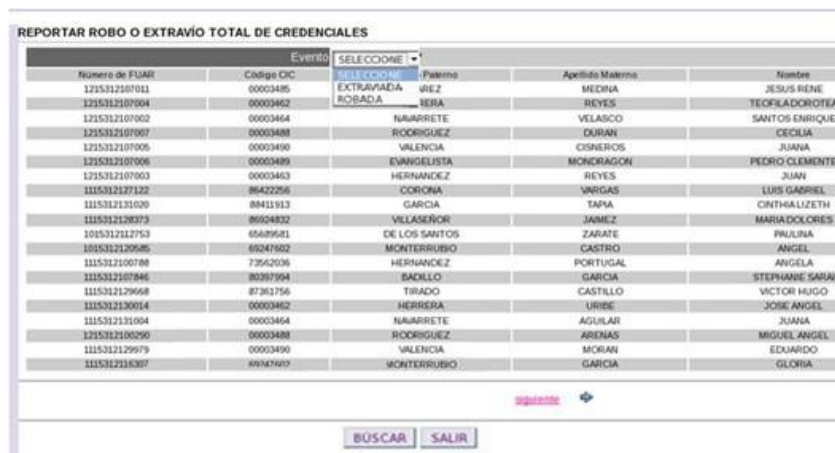 REPORTAR ROBO O EXTRAVÍO TOTAL DE CREDENCIALES
Evento SELECCIONE
SELECCIONE
EXTRAVIADA
ROBADA
Número de FUAR Código CIC Paterno Apellido Materno Nombre
1215312107011 00003485 REZ MEDINA JESUS RENE
1215312107004 00003462 RERA REYES TEOFILA DOROTEA
1215312107002 00003464 NAVARRETE VELASCO SANTOS ENRIQUE
1215312107007 00003488 RODRIGUEZ DURAN CECILIA
1215312107005 00003490 VALENCIA CISNEROS JUANA
1215312107006 00003489 EVANGELISTA MONDRAGON PEDRO CLEMENTE
1215312107003 00003463 HERNANDEZ REYES JUAN
1115312127122 86422256 CORONA VARGAS LUIS GABRIEL
1115312131020 88411913 GARCIA TAPIA CINTHIA LIZETH
1115312128373 86924832 VILLASEÑOR JAIMEZ MARIA DOLORES
1015312112753 65689581 DE LOS SANTOS ZARATE PAULINA
1015312120585 69247602 MONTERRUBIO CASTRO ANGEL
1115312100788 73562036 HERNANDEZ PORTUGAL ANGELA
1115312107846 80397994 BADILLO GARCIA STEPHANIE SARAI
1115312129668 87361756 TIRADO CASTILLO VICTOR HUGO
1115312130014 00003462 HERRERA URIBE JOSE ANGEL
1115312131004 00003464 NAVARRETE AGUILAR JUANA
1215312100290 00003488 RODRIGUEZ ARENAS MIGUEL ANGEL
1115312129979 00003490 VALENCIA MORAN EDUARDO
1115312116307 69247602 MONTERRUBIO GARCIA GLORIA
siguiente
BÚSCAR SALIR